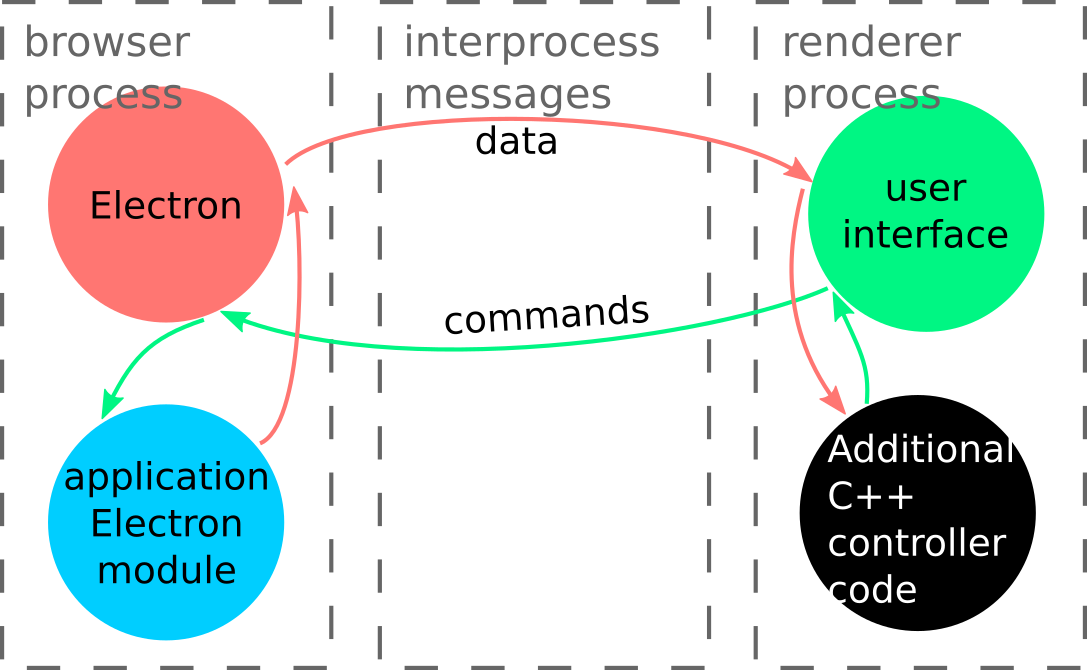 browser
process
interprocess
messages
renderer
process
data
Electron
user
interface
commands
application
Electron
module
Additional
C++
controller
code